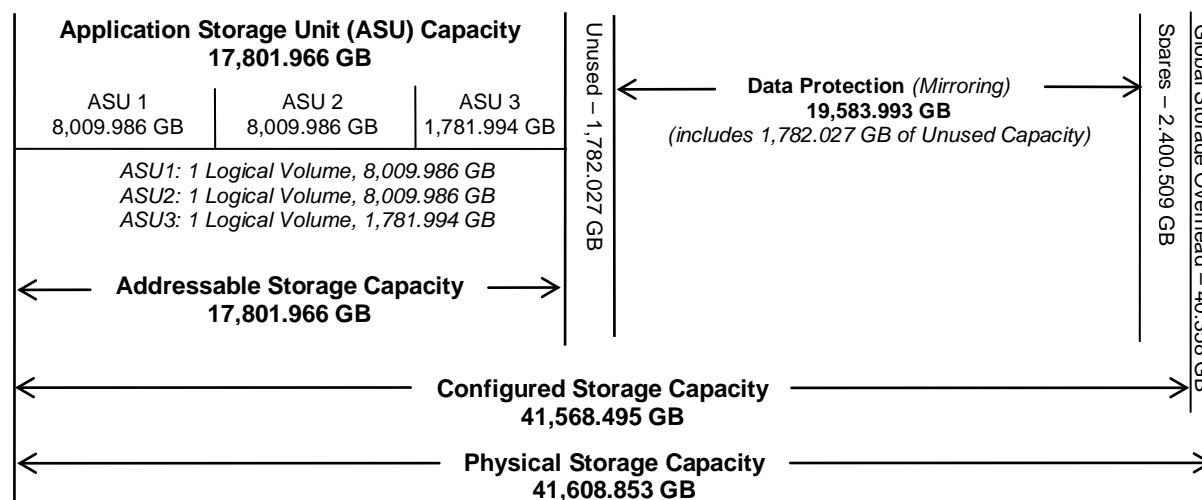 Application Storage Unit (ASU) Capacity
17,801.966 GB
ASU 1
8,009.986 GB
ASU 2
8,009.986 GB
ASU 3
1,781.994 GB
ASU1: 1 Logical Volume, 8,009.986 GB
ASU2: 1 Logical Volume, 8,009.986 GB
ASU3: 1 Logical Volume, 1,781.994 GB
Addressable Storage Capacity
17,801.966 GB
Unused – 1,782.027 GB
Data Protection (Mirroring)
19,583.993 GB
(includes 1,782.027 GB of Unused Capacity)
Spares – 2.400.509 GB
Global Storage Overhead – 40.358 GB
Configured Storage Capacity
41,568.495 GB
Physical Storage Capacity
41,608.853 GB